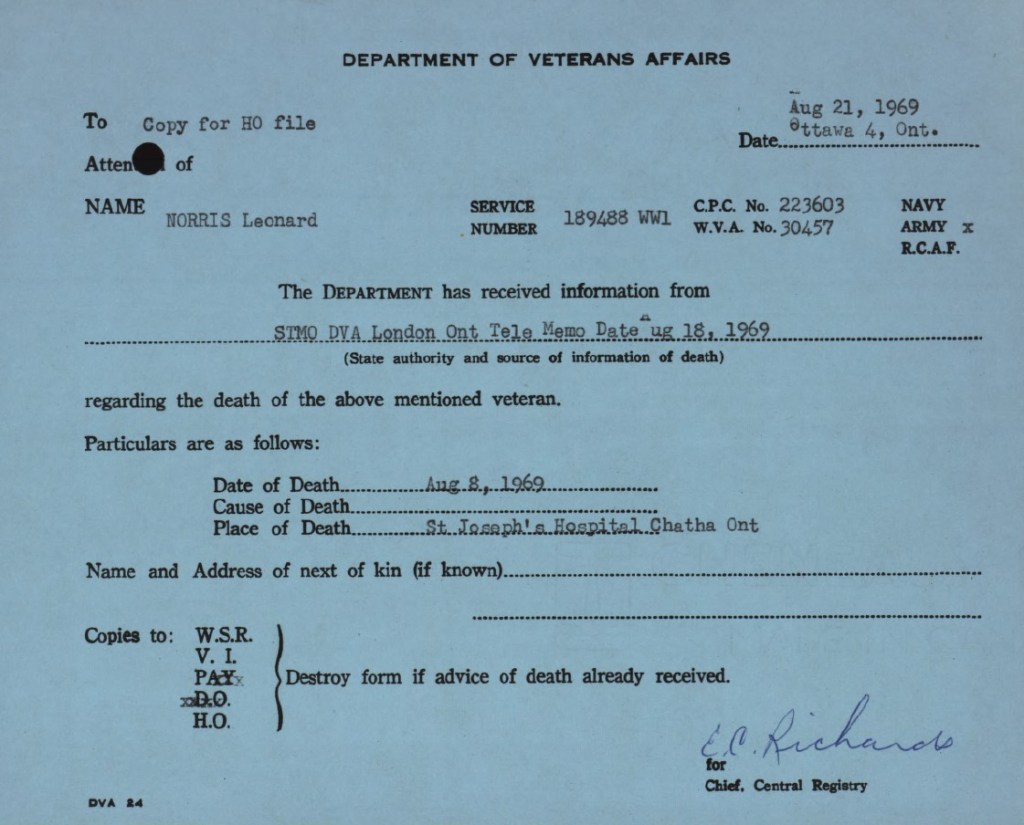 DEPARTMENT OF VETERANS AFFAIRS
Aug 21, 1969
To Copy for HO file
Date Ottawa 4, Ont.
Atten of
NAME NORRIS Leonard
SERVICE NUMBER 189488 WW1
C.P.C. No. 223603
W.V.A. No. 30457
NAVY
ARMY x
R.C.A.F.
The DEPARTMENT has received information from
STMO DVA London Ont Tele Memo Date Aug 18, 1969
(State authority and source of information of death)
regarding the death of the above mentioned veteran.
Particulars are as follows:
Date of Death Aug 8, 1969
Cause of Death
Place of Death St Joseph's Hospital Chatha Ont
Name and Address of next of kin (if known)
Copies to: W.S.R.
V. I.
PAYx
xD.O.
H.O.
Destroy form if advice of death already received.
E.C. Richards
for
Chief, Central Registry
DVA 24